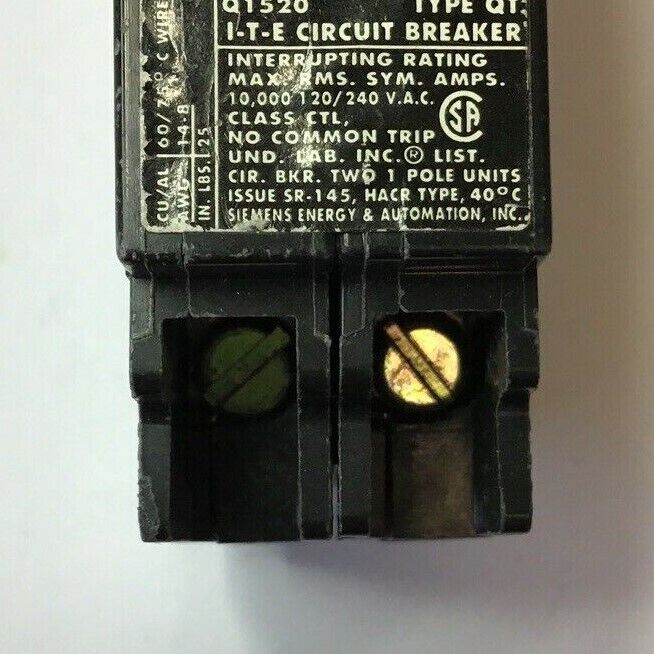 Q1520 TYPE QT
I-T-E CIRCUIT BREAKER
INTERRUPTING RATING
MAX. RMS. SYM. AMPS.
10,000 120/240 V.A.C.
CLASS CTL,
NO COMMON TRIP
UND. LAB. INC.® LIST.
CIR. BKR. TWO 1 POLE UNITS
ISSUE SR-145, HACR TYPE, 40°C
SIEMENS ENERGY & AUTOMATION, INC.
SA
CU/AL 60/75° C WIRE
AWG 14-8
IN. LBS. 25